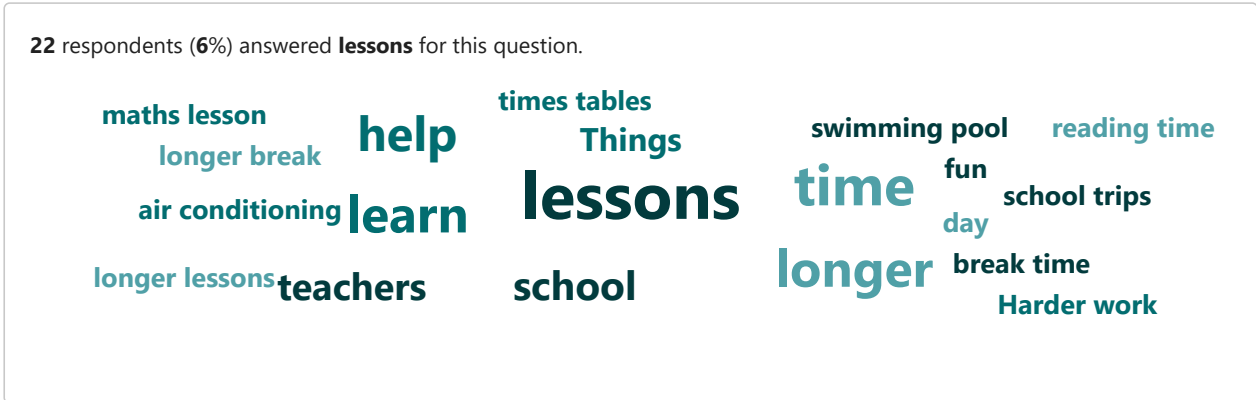 22 respondents (6%) answered lessons for this question.
times tables
maths lesson
help
swimming pool
reading time
Things
longer break
fun
lessons
time
school trips
air conditioning
learn
day
break time
longer
longer lessons
teachers
school
Harder work